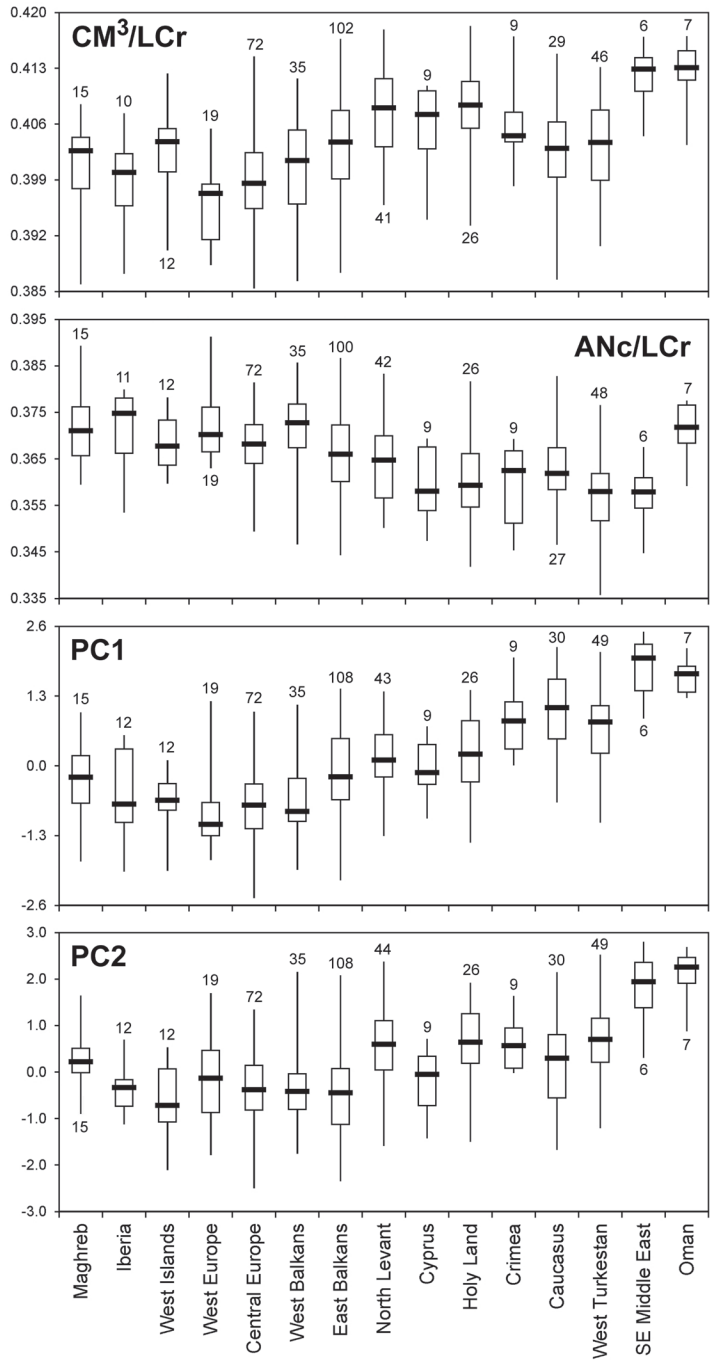 CM³/LCr
0.420
0.413
0.406
0.399
0.392
0.385
15 10 12 19 72 35 102 41 9 26 9 29 46 6 7
ANc/LCr
0.395
0.385
0.375
0.365
0.355
0.345
0.335
15 11 12 19 72 35 100 42 9 26 9 27 48 6 7
PC1
2.6
1.3
0.0
-1.3
-2.6
15 12 12 19 72 35 108 43 9 26 9 30 49 6 7
PC2
3.0
2.0
1.0
0.0
-1.0
-2.0
-3.0
15 12 12 19 72 35 108 44 9 26 9 30 49 6 7
Maghreb
Iberia
West Islands
West Europe
Central Europe
West Balkans
East Balkans
North Levant
Cyprus
Holy Land
Crimea
Caucasus
West Turkestan
SE Middle East
Oman